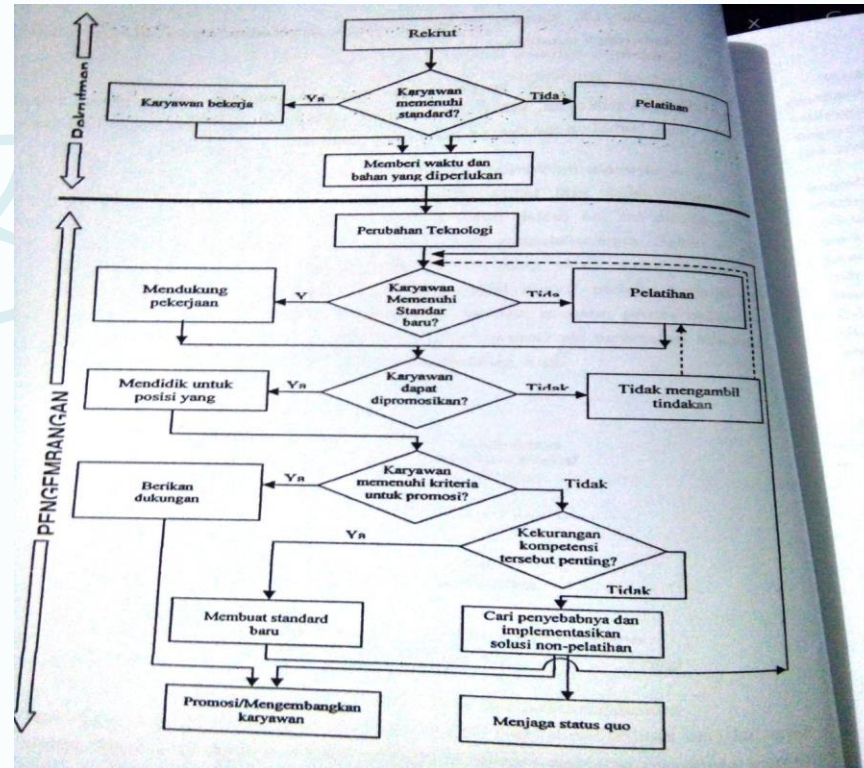 Rekrut
Karyawan
memenuhi
standard?
Ya
Karyawan bekerja
Tida
Pelatihan
Memberi waktu dan
bahan yang diperlukan
Perubahan Teknologi
Karyawan
Memenuhi
Standar
baru?
Y
Mendukung
pekerjaan
Tida
Pelatihan
Karyawan
dapat
dipromosikan?
Ya
Mendidik untuk
posisi yang
Tidak
Tidak mengambil
tindakan
Karyawan
memenuhi kriteria
untuk promosi?
Ya
Berikan
dukungan
Tidak
Kekurangan
kompetensi
tersebut penting?
Ya
Membuat standard
baru
Tidak
Cari penyebabnya dan
implementasikan
solusi non-pelatihan
Promosi/Mengembangkan
karyawan
Menjaga status quo